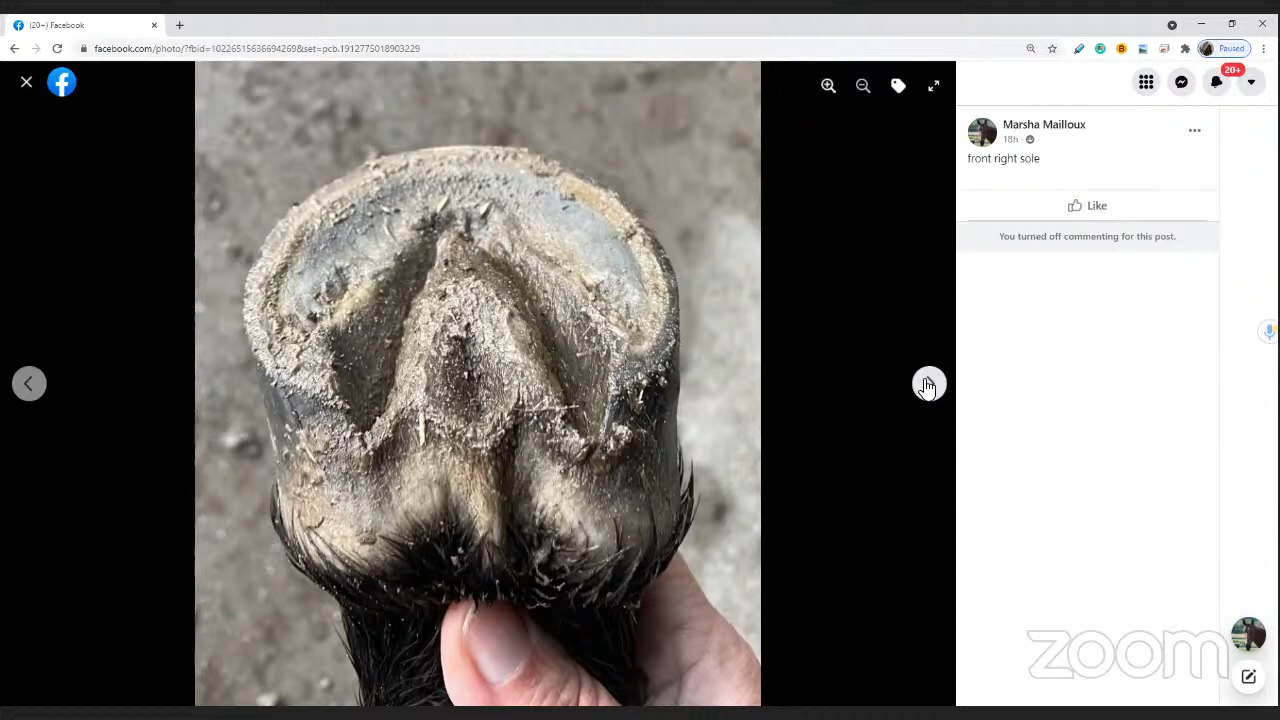 (20+) Facebook
facebook.com/photo/?fbid=10226515636694269&set=pcb.1912775018903229
Paused
20+
Marsha Mailloux
18h
front right sole
Like
You turned off commenting for this post.
zoom